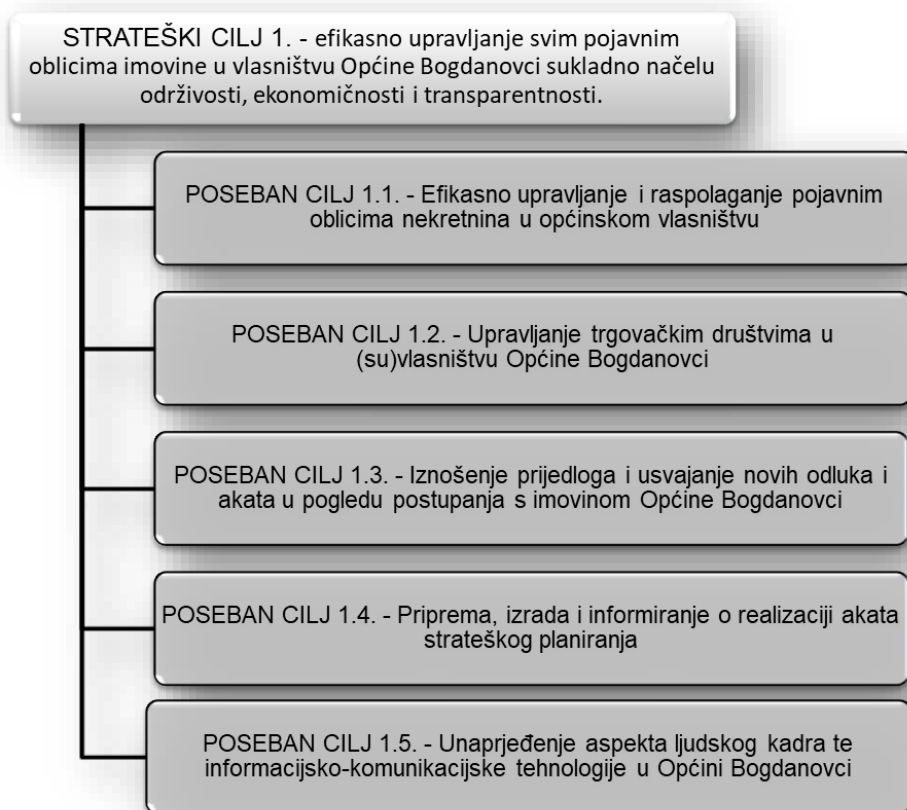 STRATEŠKI CILJ 1. - efikasno upravljanje svim pojavnim
oblicima imovine u vlasništvu Općine Bogdanovci sukladno načelu
održivosti, ekonomičnosti i transparentnosti.
POSEBAN CILJ 1.1. - Efikasno upravljanje i raspolaganje pojavnim
oblicima nekretnina u općinskom vlasništvu
POSEBAN CILJ 1.2. - Upravljanje trgovačkim društvima u
(su)vlasništvu Općine Bogdanovci
POSEBAN CILJ 1.3. - Iznošenje prijedloga i usvajanje novih odluka i
akata u pogledu postupanja s imovinom Općine Bogdanovci
POSEBAN CILJ 1.4. - Priprema, izrada i informiranje o realizaciji akata
strateškog planiranja
POSEBAN CILJ 1.5. - Unaprjeđenje aspekta ljudskog kadra te
informacijsko-komunikacijske tehnologije u Općini Bogdanovci